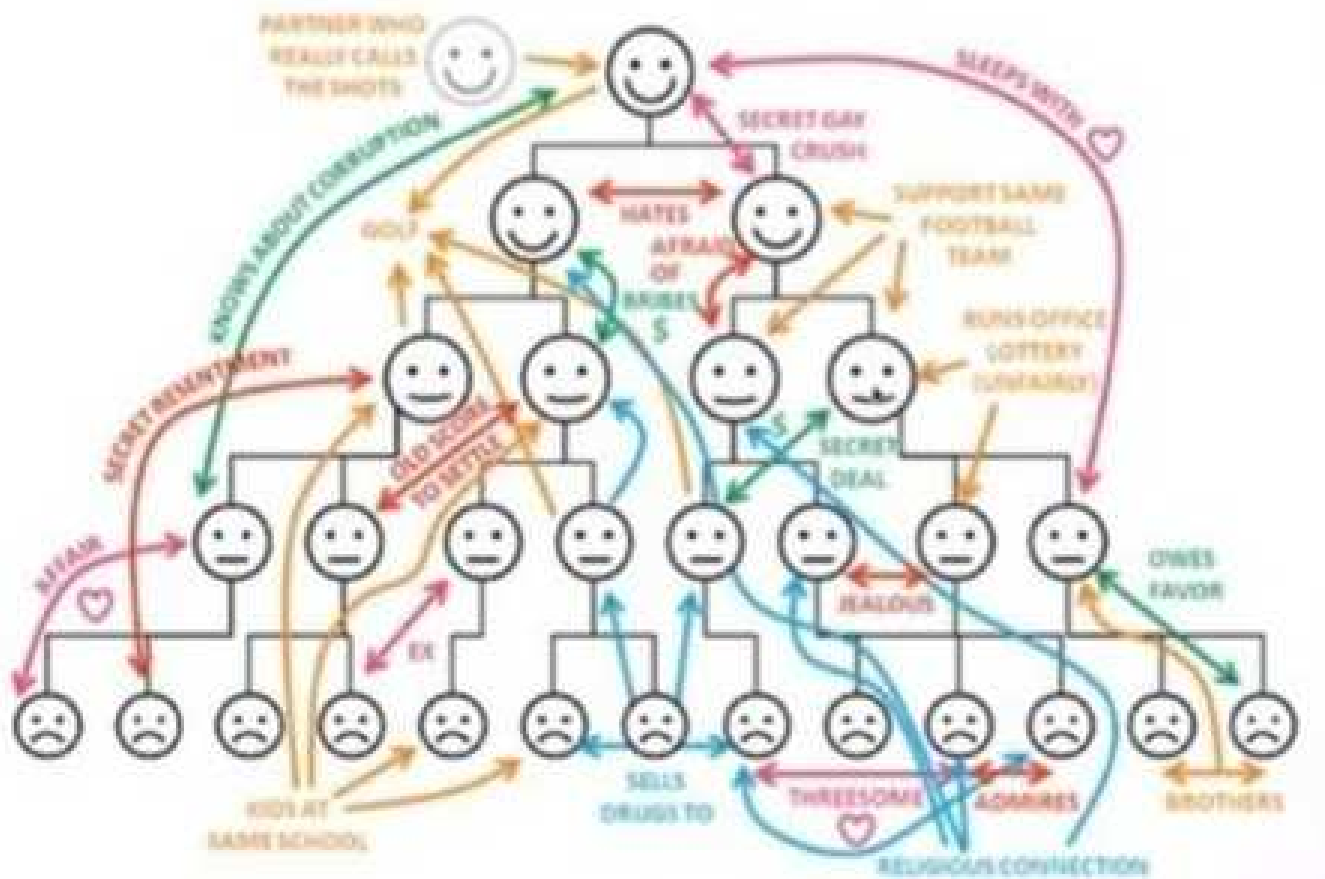 PARTNER WHO
REALLY CALLS
THE SHOTS
SLEEPS WITH
SECRET GAY
CRUSH
KNOWS ABOUT CORRUPTION
SUPPORT SAME
FOOTBALL
TEAM
HATES
GOLF
AFRAID
OF
BRIBES
$
RUNS OFFICE
LOTTERY
(UNFAIRLY)
SECRET RESENTMENT
OLD SCORE
TO SETTLE
$
SECRET
DEAL
AFFAIR
OWES
FAVOR
JEALOUS
EX
SELLS
DRUGS TO
THREESOME
ADMIRES
BROTHERS
KIDS AT
SAME SCHOOL
RELIGIOUS CONNECTION